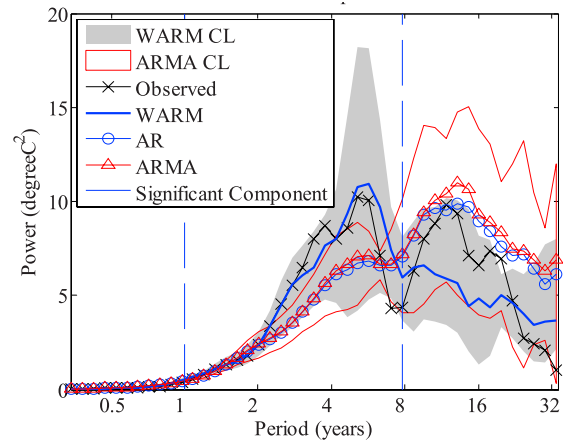 20
15
10
5
0
Power (degreeC2)
WARM CL
ARMA CL
Observed
WARM
AR
ARMA
Significant Component
0.5 1 2 4 8 16 32
Period (years)